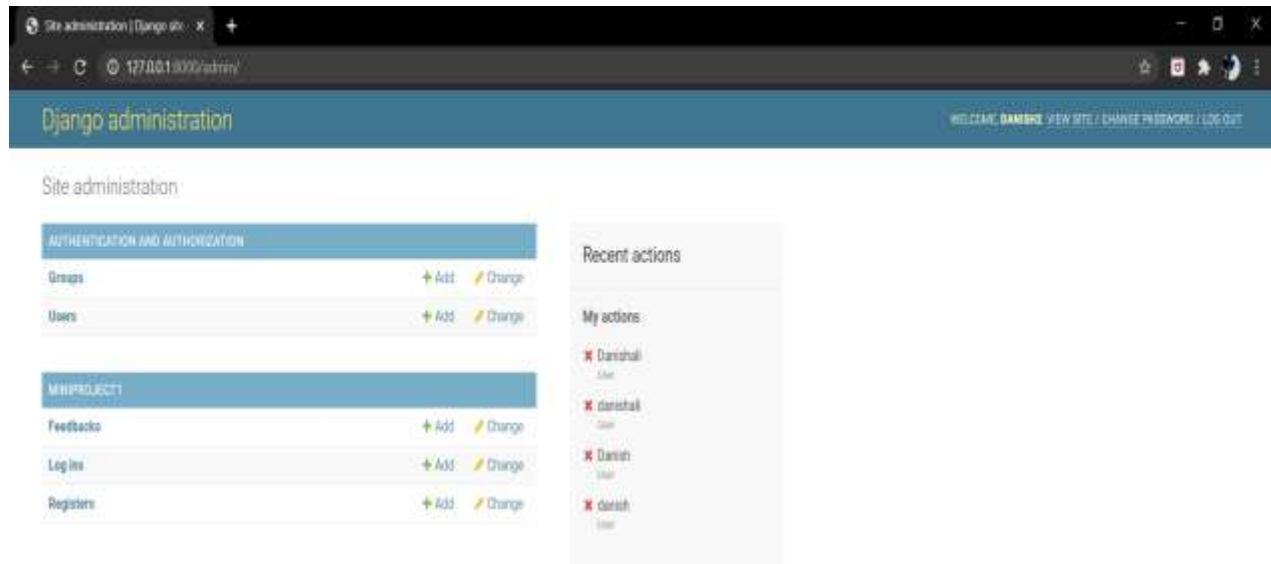 Site administration | Django site
127.0.0.1:8000/admin/
Django administration
WELCOME, VIEW SITE / CHANGE PASSWORD / LOG OUT
Site administration
AUTHENTICATION AND AUTHORIZATION
Groups + Add Change
Users + Add Change
MINIPROJECT1
Feedbacks + Add Change
Log ins + Add Change
Registers + Add Change
Recent actions
My actions
Danishali
User
danishali
User
Danish
User
danish
User